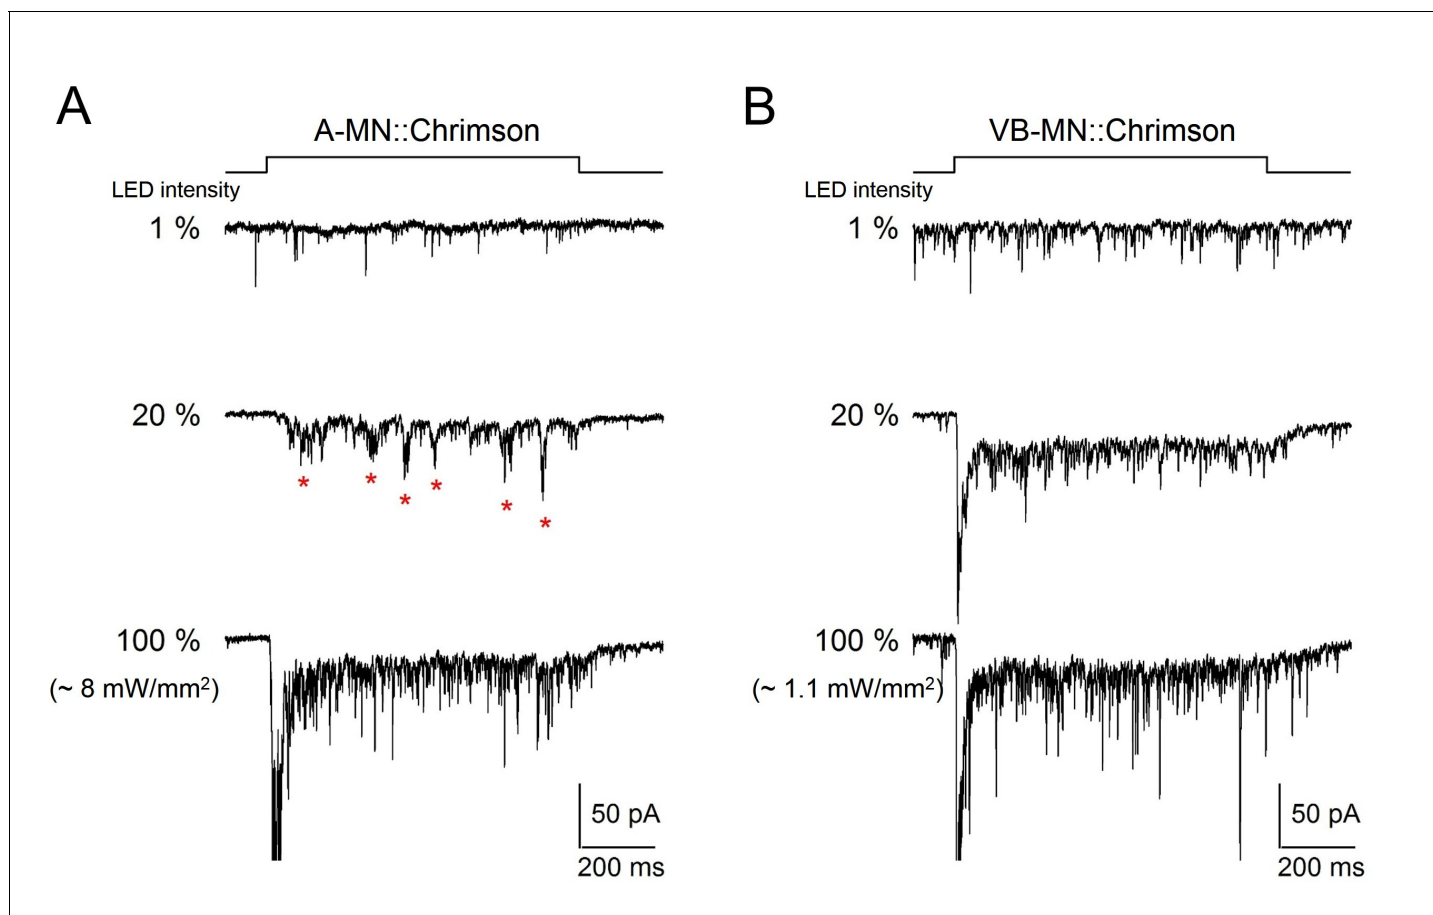 A
A-MN::Chrimson
LED intensity
1 %
20 %
* * * * * *
100 %
(~ 8 mW/mm²)
50 pA
200 ms
B
VB-MN::Chrimson
LED intensity
1 %
20 %
100 %
(~ 1.1 mW/mm²)
50 pA
200 ms